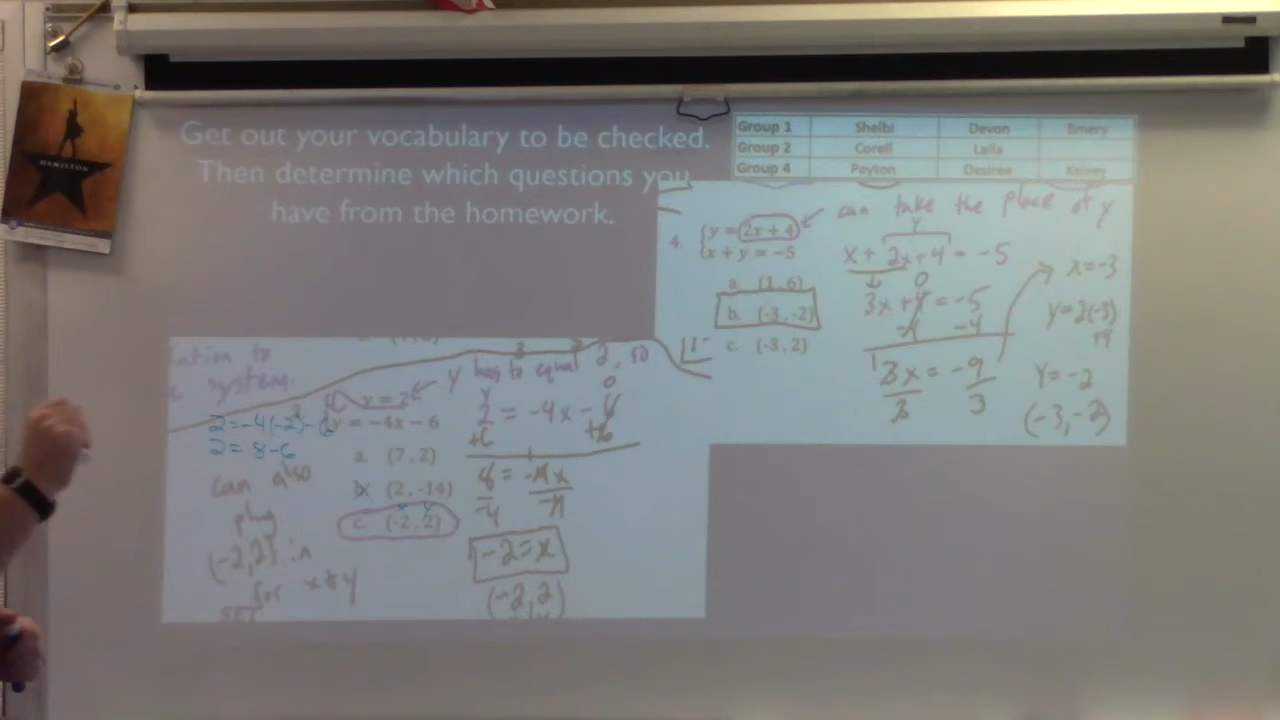 HAMILTON
Get out your vocabulary to be checked.
Then determine which questions you
have from the homework.
Group 1 Shelbi Devon Emery
Group 2 Corell Laila
Group 4 Peyton Desiree Kelsey
can take the place of y
4. y = 2x + 4
x + y = -5
a. (1, 6)
b. (-3, -2)
c. (-3, 2)
y
x + 2x + 4 = -5
0
3x + 4 = -5
-4 -4
3x = -9
3 3
x = -3
y = 2(-3)
+4
y = -2
(-3, -2)
system
y has to equal 2, so
y = 2
y = -4x - 6
a. (7, 2)
(2, -14)
x y
c. (-2, 2)
2 = -4(-2) - 6
2 = 8 - 6
can also
plug
(-2, 2) in
for x & y
y
0
2 = -4x - 6
+6 +6
8 = -4x
-4 -4
-2 = x
(-2, 2)